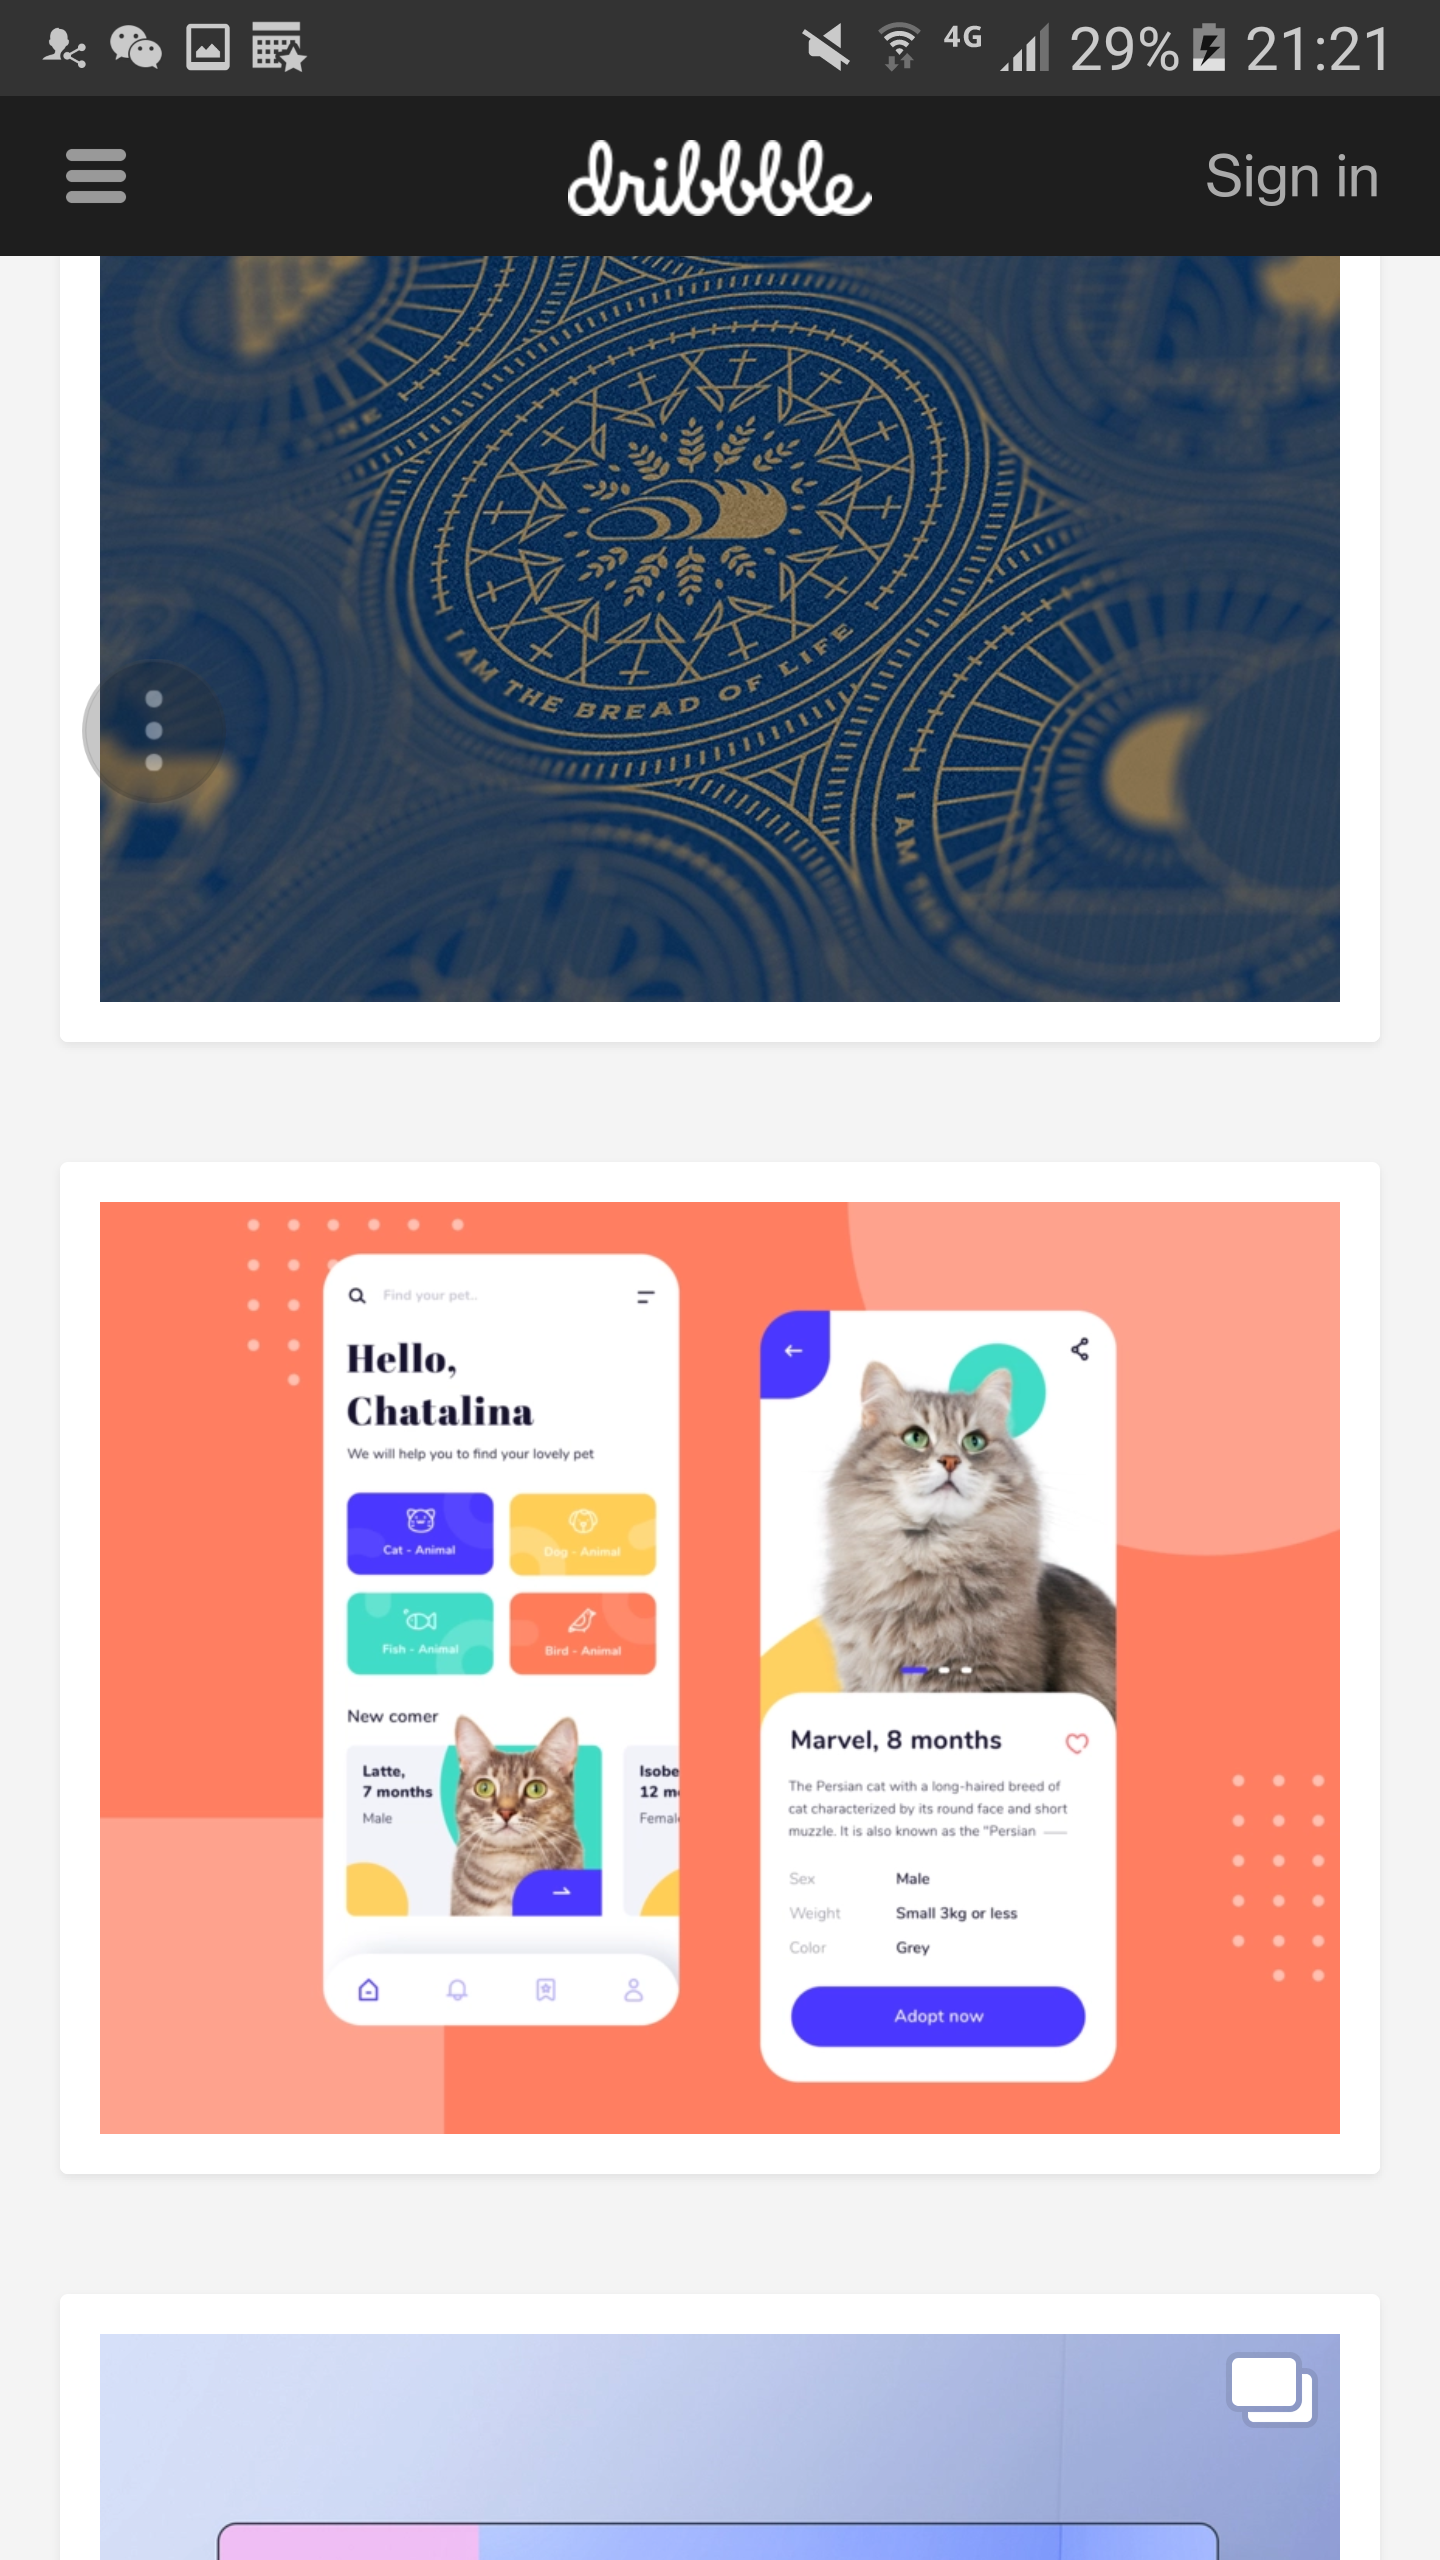 4G 29% 21:21
dribbble
Sign in
I AM THE BREAD OF LIFE
I AM THE
Find your pet..
Hello,
Chatalina
We will help you to find your lovely pet
Cat - Animal
Dog - Animal
Fish - Animal
Bird - Animal
New comer
Latte,
7 months
Male
Isobe
12 m
Femal
Marvel, 8 months
The Persian cat with a long-haired breed of
cat characterized by its round face and short
muzzle. It is also known as the "Persian
Sex Male
Weight Small 3kg or less
Color Grey
Adopt now